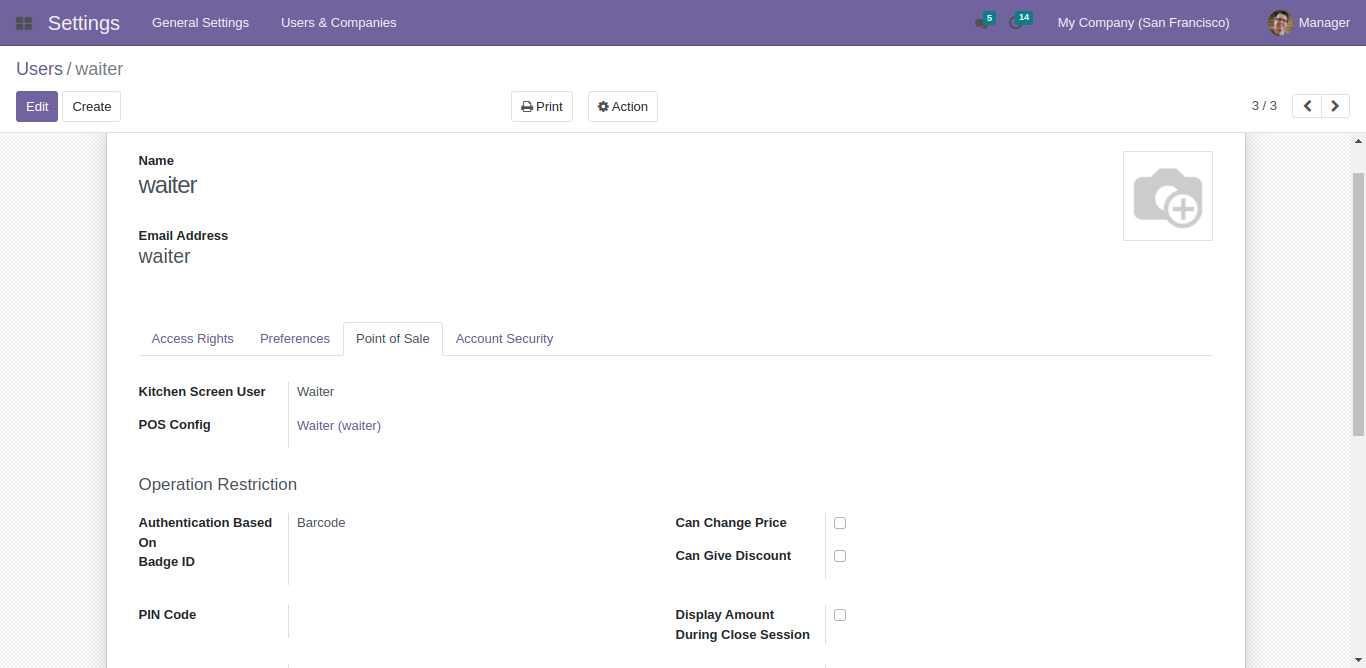 Settings General Settings Users & Companies 5 14 My Company (San Francisco) Manager
Users / waiter
Edit Create Print Action 3 / 3
Name
waiter
Email Address
waiter
Access Rights Preferences Point of Sale Account Security
Kitchen Screen User Waiter
POS Config Waiter (waiter)
Operation Restriction
Authentication Based Barcode Can Change Price
On
Badge ID Can Give Discount
PIN Code Display Amount
During Close Session